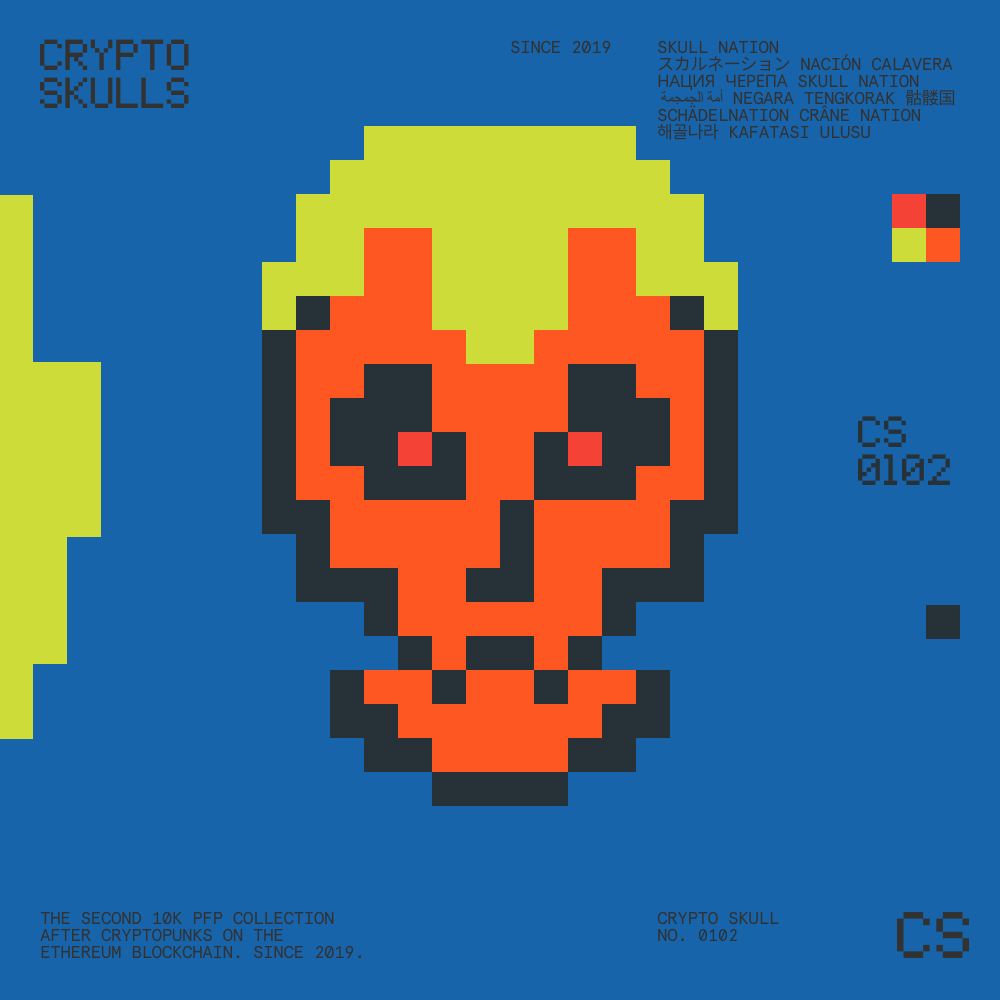 CRYPTO
SKULLS
SINCE 2019
SKULL NATION
スカルネーション NACIÓN CALAVERA
НАЦИЯ ЧЕРЕПА SKULL NATION
أمة الجمجمة NEGARA TENGKORAK 骷髅国
SCHÄDELNATION CRÂNE NATION
해골나라 KAFATASI ULUSU
CS
0102
THE SECOND 10K PFP COLLECTION
AFTER CRYPTOPUNKS ON THE
ETHEREUM BLOCKCHAIN. SINCE 2019.
CRYPTO SKULL
NO. 0102
CS